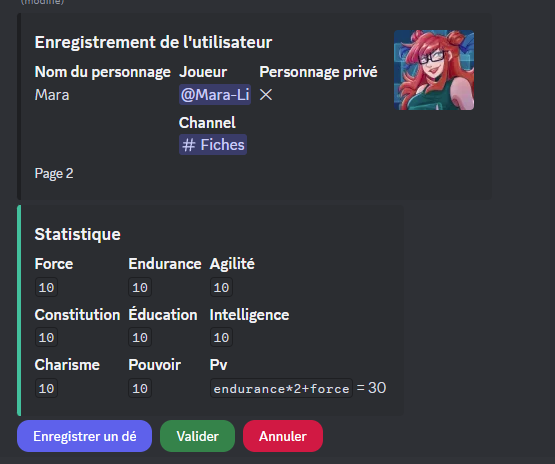 (modifié)
Enregistrement de l'utilisateur
Nom du personnage Joueur Personnage privé
Mara @Mara-Li
Channel
# Fiches
Page 2
Statistique
Force Endurance Agilité
10 10 10
Constitution Éducation Intelligence
10 10 10
Charisme Pouvoir Pv
10 10 endurance*2+force = 30
Enregistrer un dé Valider Annuler